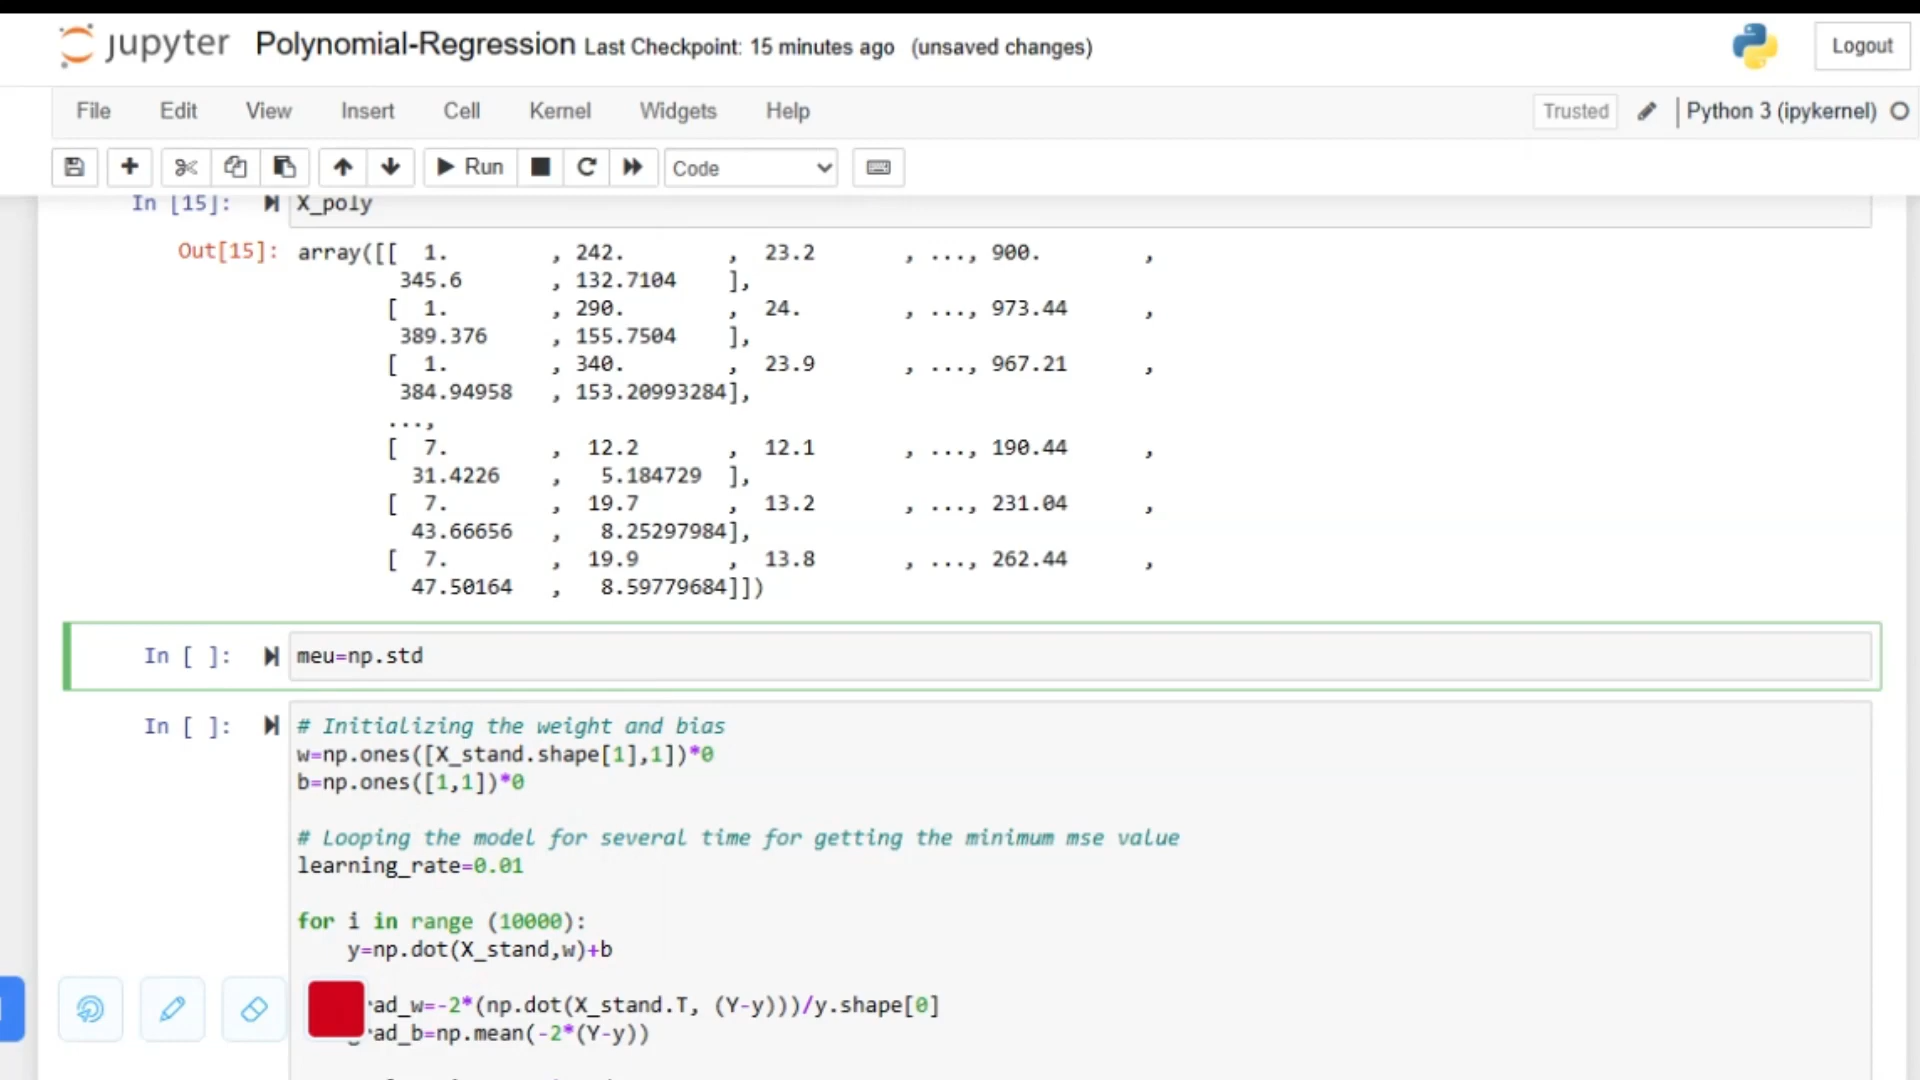 jupyter Polynomial-Regression Last Checkpoint: 15 minutes ago (unsaved changes) Logout
File Edit View Insert Cell Kernel Widgets Help Trusted Python 3 (ipykernel)
Run Code
In [15]: X_poly
Out[15]: array([[ 1. , 242. , 23.2 , ..., 900. ,
345.6 , 132.7104 ],
[ 1. , 290. , 24. , ..., 973.44 ,
389.376 , 155.7504 ],
[ 1. , 340. , 23.9 , ..., 967.21 ,
384.94958 , 153.20993284],
...,
[ 7. , 12.2 , 12.1 , ..., 190.44 ,
31.4226 , 5.184729 ],
[ 7. , 19.7 , 13.2 , ..., 231.04 ,
43.66656 , 8.25297984],
[ 7. , 19.9 , 13.8 , ..., 262.44 ,
47.50164 , 8.59779684]])
In [ ]: meu=np.std
In [ ]: # Initializing the weight and bias
w=np.ones([X_stand.shape[1],1])*0
b=np.ones([1,1])*0
# Looping the model for several time for getting the minimum mse value
learning_rate=0.01
for i in range (10000):
y=np.dot(X_stand,w)+b
ad_w=-2*(np.dot(X_stand.T, (Y-y)))/y.shape[0]
ad_b=np.mean(-2*(Y-y))